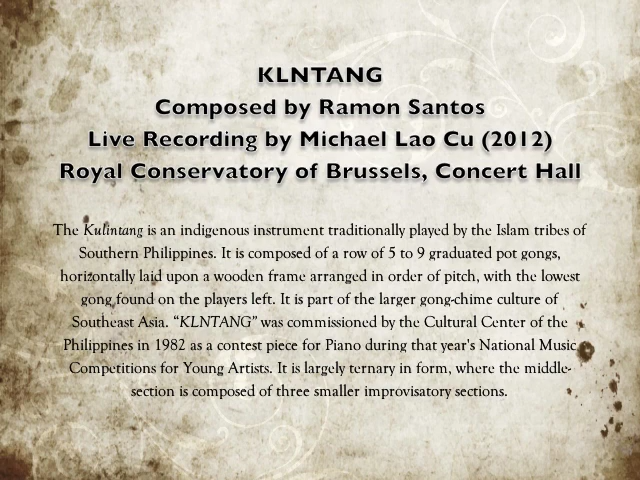 KLNTANG
Composed by Ramon Santos
Live Recording by Michael Lao Cu (2012)
Royal Conservatory of Brussels, Concert Hall
The Kulintang is an indigenous instrument traditionally played by the Islam tribes of
Southern Philippines. It is composed of a row of 5 to 9 graduated pot gongs,
horizontally laid upon a wooden frame arranged in order of pitch, with the lowest
gong found on the players left. It is part of the larger gong-chime culture of
Southeast Asia. “KLNTANG” was commissioned by the Cultural Center of the
Philippines in 1982 as a contest piece for Piano during that year's National Music
Competitions for Young Artists. It is largely ternary in form, where the middle-
section is composed of three smaller improvisatory sections.